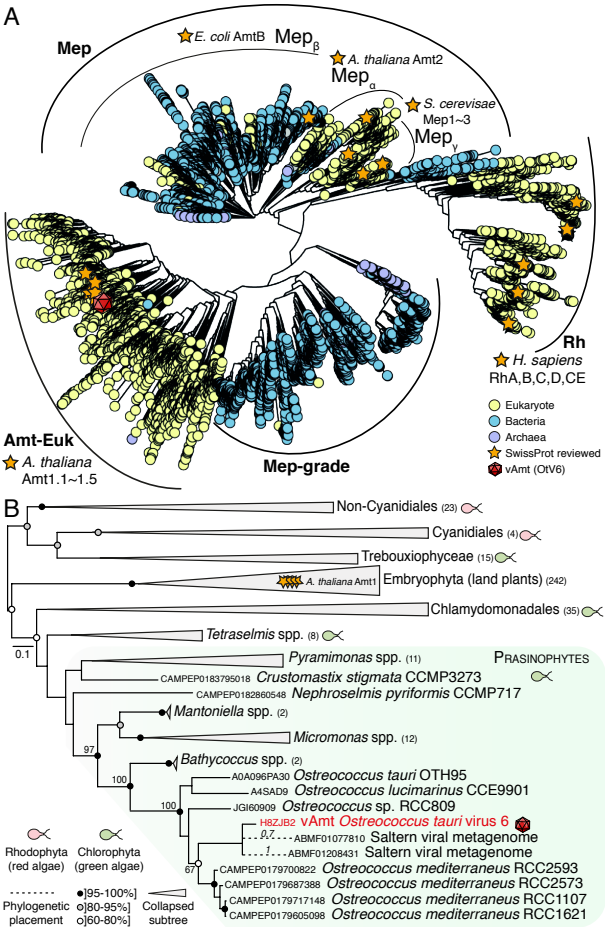 A
Mep
E. coli AmtB
Mepβ
A. thaliana Amt2
Mepα
S. cerevisae
Mep1~3
Mepγ
Rh
H. sapiens
RhA,B,C,D,CE
Eukaryote
Bacteria
Archaea
SwissProt reviewed
vAmt (OtV6)
Amt-Euk
A. thaliana
Amt1.1~1.5
Mep-grade
B
Non-Cyanidiales (23)
Cyanidiales (4)
Trebouxiophyceae (15)
A. thaliana Amt1
Embryophyta (land plants) (242)
Chlamydomonadales (35)
0.1
Tetraselmis spp. (8)
PRASINOPHYTES
Pyramimonas spp. (11)
CAMPEP0183795018 Crustomastix stigmata CCMP3273
CAMPEP0182860548 Nephroselmis pyriformis CCMP717
Mantoniella spp. (2)
97
Micromonas spp. (12)
Bathycoccus spp. (2)
100
A0A096PA30 Ostreococcus tauri OTH95
A4SAD9 Ostreococcus lucimarinus CCE9901
100
JGI60909 Ostreococcus sp. RCC809
H8ZJB2 vAmt Ostreococcus tauri virus 6
0.7 ABMF01077810 Saltern viral metagenome
1 ABMF01208431 Saltern viral metagenome
67
CAMPEP0179700822 Ostreococcus mediterraneus RCC2593
CAMPEP0179687388 Ostreococcus mediterraneus RCC2573
CAMPEP0179717148 Ostreococcus mediterraneus RCC1107
CAMPEP0179605098 Ostreococcus mediterraneus RCC1621
Rhodophyta
(red algae)
Chlorophyta
(green algae)
Phylogenetic
placement
]95-100%]
]80-95%]
]60-80%]
Collapsed
subtree